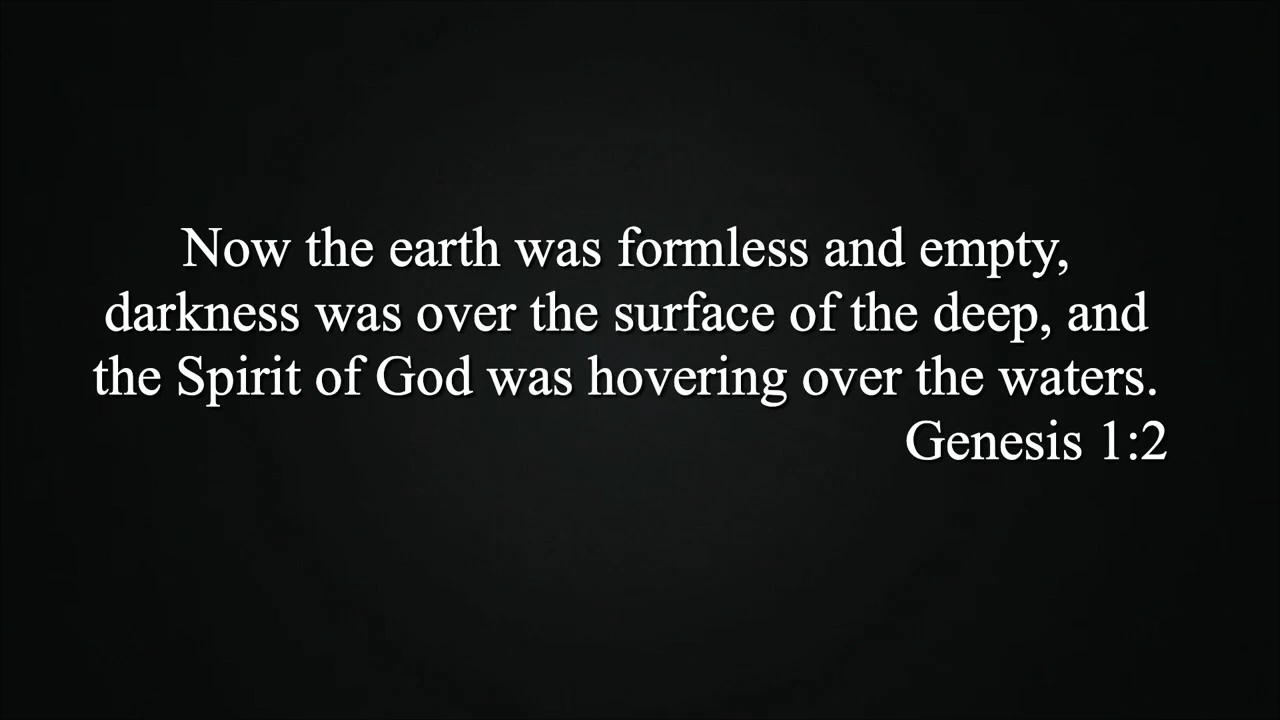 Now the earth was formless and empty,
darkness was over the surface of the deep, and
the Spirit of God was hovering over the waters.
Genesis 1:2